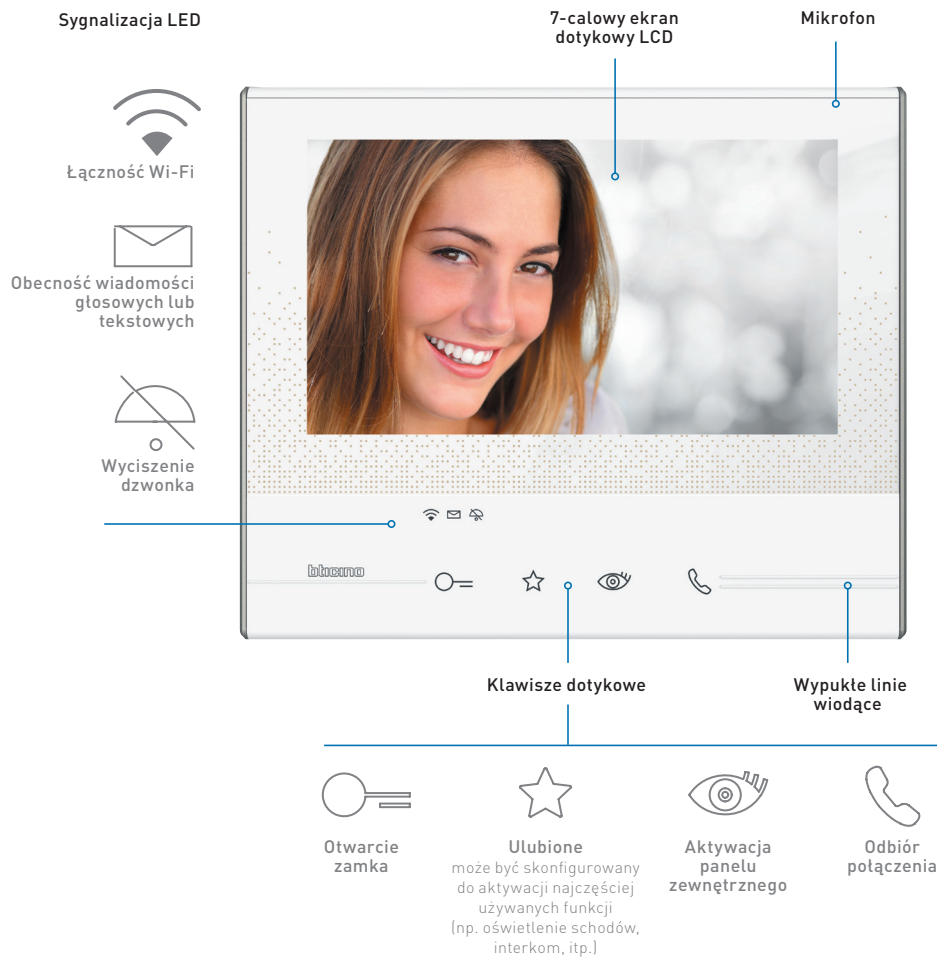 Sygnalizacja LED
7-calowy ekran
dotykowy LCD
Mikrofon
Łączność Wi-Fi
Obecność wiadomości
głosowych lub
tekstowych
Wyciszenie
dzwonka
bticino
Klawisze dotykowe
Wypukłe linie
wiodące
Otwarcie
zamka
Ulubione
może być skonfigurowany
do aktywacji najczęściej
używanych funkcji
(np. oświetlenie schodów,
interkom, itp.)
Aktywacja
panelu
zewnętrznego
Odbiór
połączenia